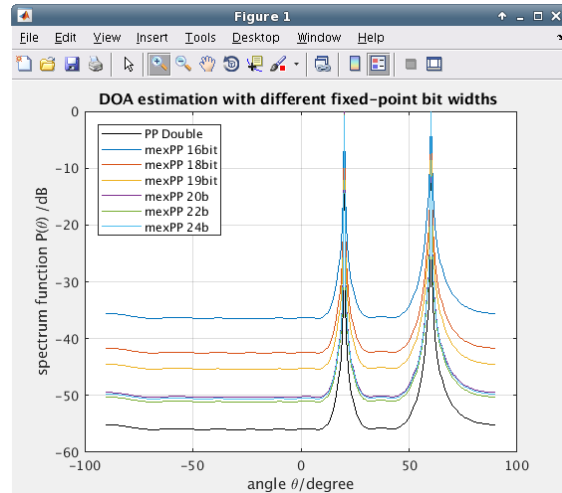 Figure 1
File Edit View Insert Tools Desktop Window Help
DOA estimation with different fixed-point bit widths
PP Double
mexPP 16bit
mexPP 18bit
mexPP 19bit
mexPP 20b
mexPP 22b
mexPP 24b
spectrum function P(θ) /dB
0
-10
-20
-30
-40
-50
-60
-100 -50 0 50 100
angle θ/degree